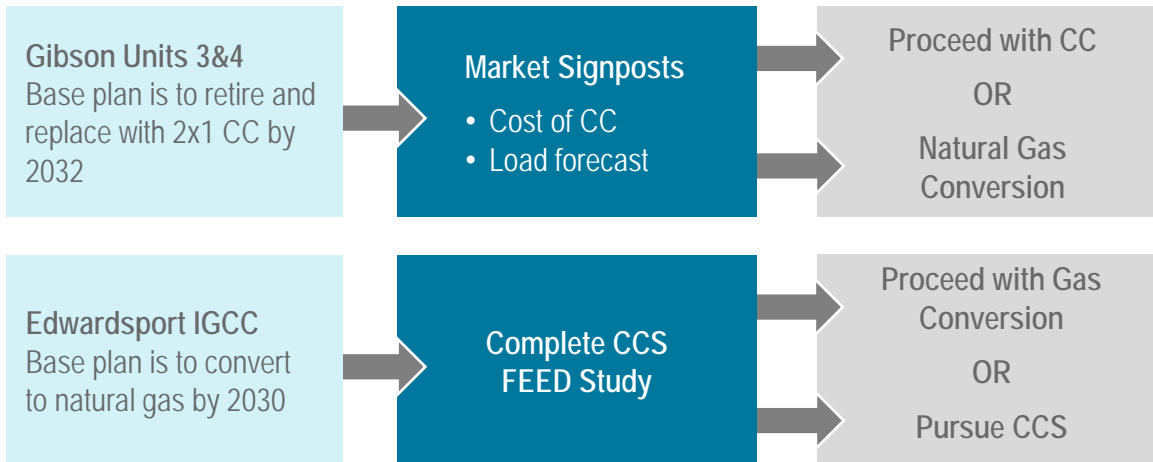 Gibson Units 3&4
Base plan is to retire and
replace with 2x1 CC by
2032
Market Signposts
• Cost of CC
• Load forecast
Proceed with CC
OR
Natural Gas
Conversion
Edwardsport IGCC
Base plan is to convert
to natural gas by 2030
Complete CCS
FEED Study
Proceed with Gas
Conversion
OR
Pursue CCS